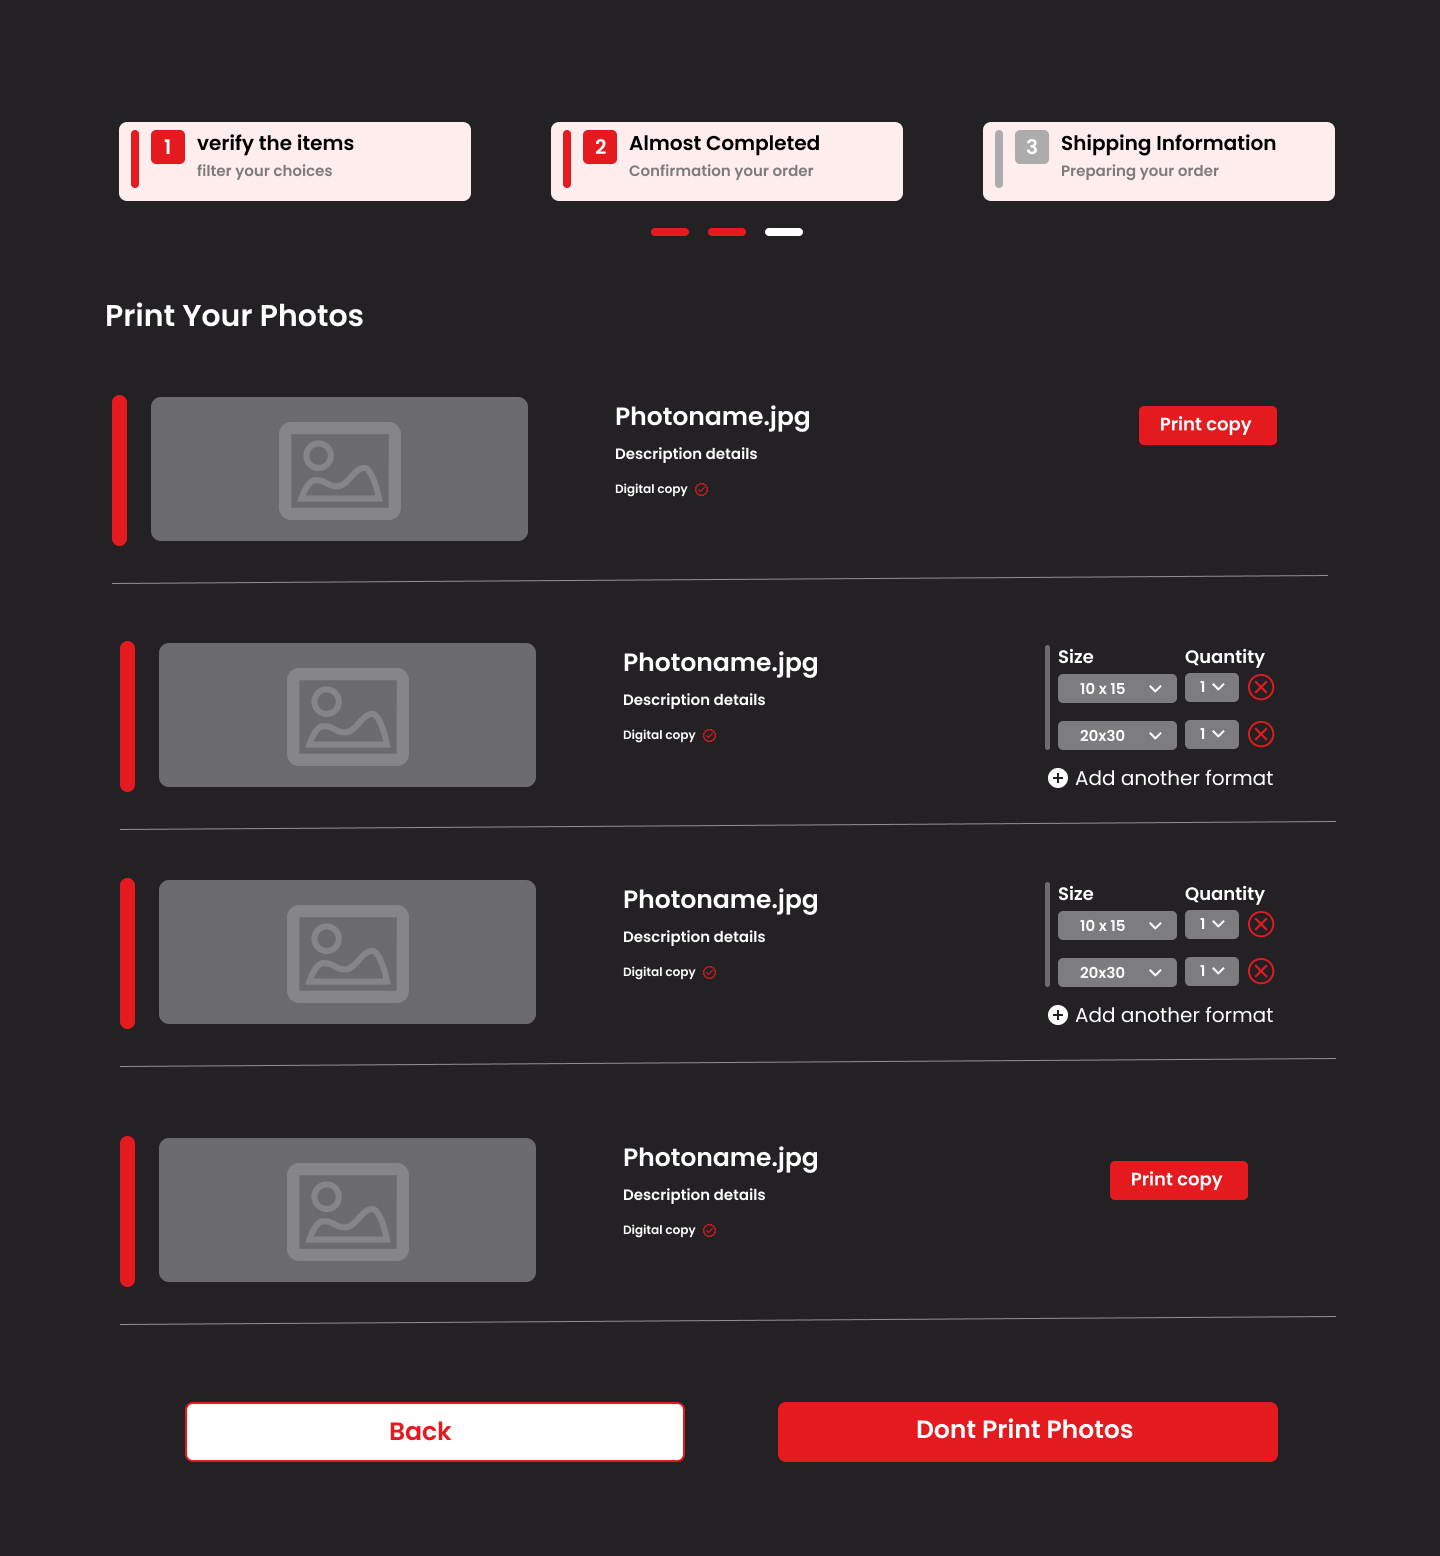 1 verify the items
filter your choices
2 Almost Completed
Confirmation your order
3 Shipping Information
Preparing your order
Print Your Photos
Photoname.jpg
Description details
Digital copy
Print copy
Photoname.jpg
Description details
Digital copy
Size Quantity
10 x 15 1
20x30 1
Add another format
Photoname.jpg
Description details
Digital copy
Size Quantity
10 x 15 1
20x30 1
Add another format
Photoname.jpg
Description details
Digital copy
Print copy
Back
Dont Print Photos